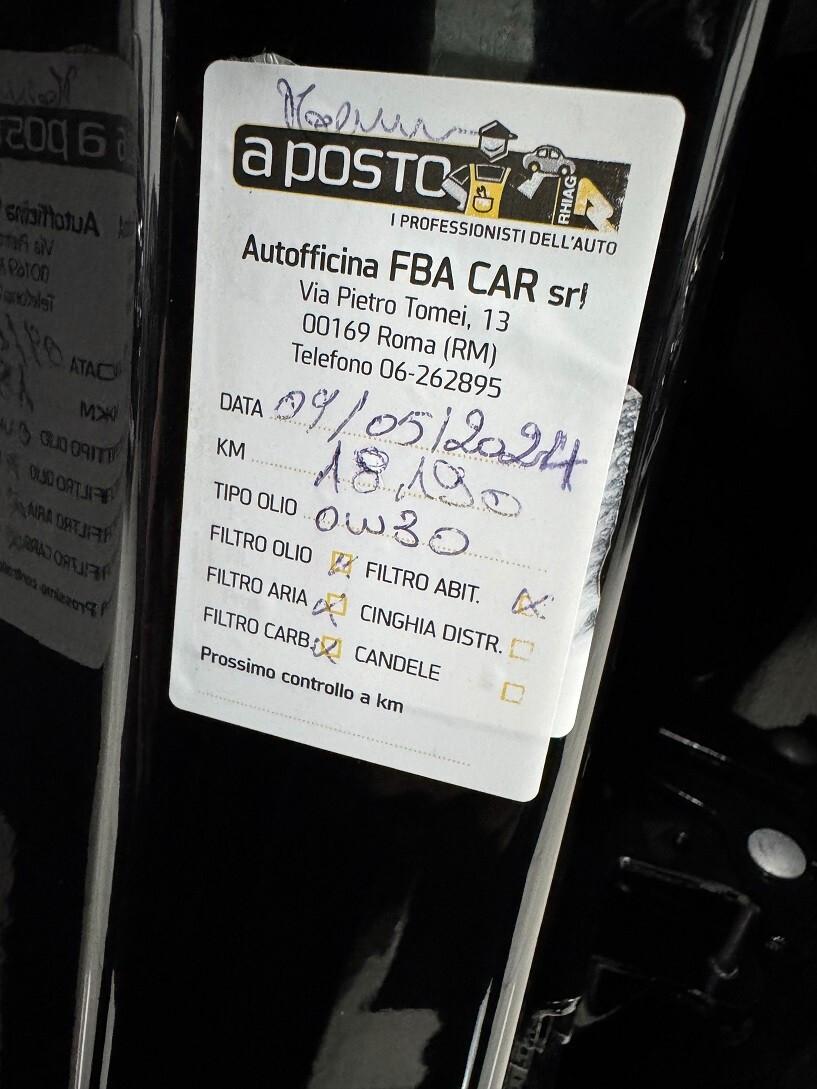 a POSTO
RHIAG
I PROFESSIONISTI DELL'AUTO
Autofficina FBA CAR srl
Via Pietro Tomei, 13
00169 Roma (RM)
Telefono 06-262895
DATA 09/05/2024
KM 18,190
TIPO OLIO 0W30
FILTRO OLIO FILTRO ABIT.
FILTRO ARIA CINGHIA DISTR.
FILTRO CARB. CANDELE
Prossimo controllo a km